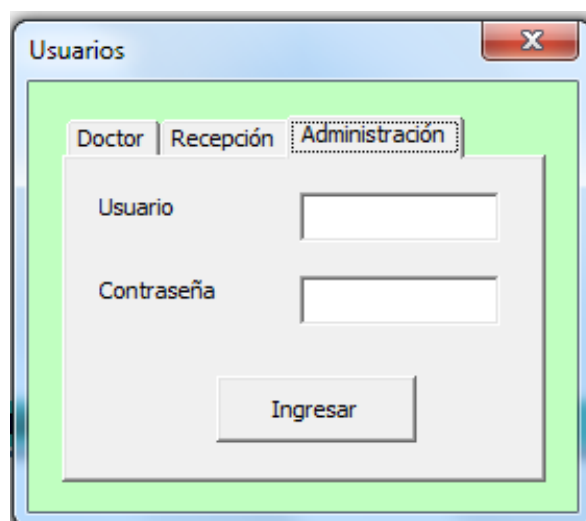 Usuarios
Doctor Recepción Administración
Usuario
Contraseña
Ingresar